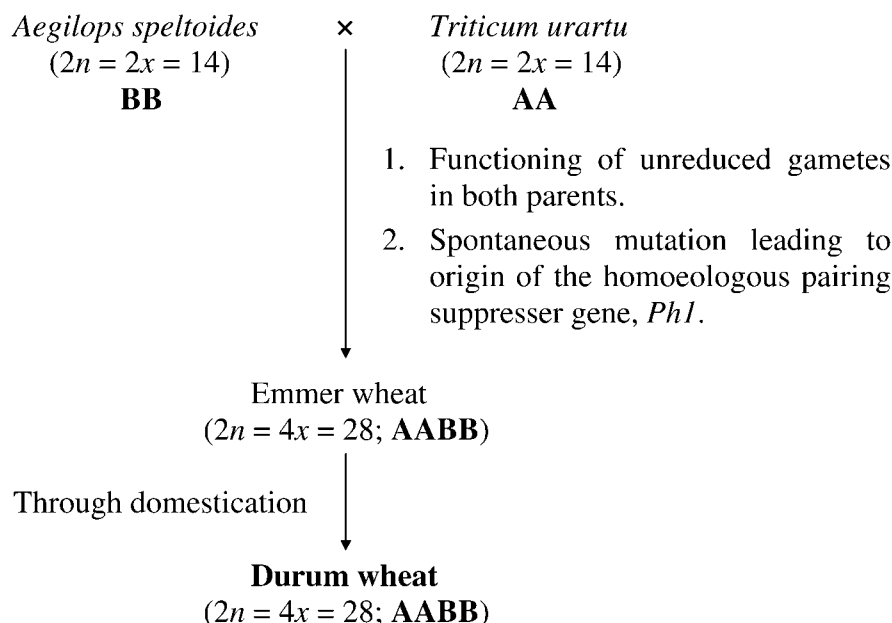 Aegilops speltoides × Triticum urartu
(2n = 2x = 14) (2n = 2x = 14)
BB AA
1. Functioning of unreduced gametes
in both parents.
2. Spontaneous mutation leading to
origin of the homoeologous pairing
suppresser gene, Ph1.
Emmer wheat
(2n = 4x = 28; AABB)
Through domestication
Durum wheat
(2n = 4x = 28; AABB)